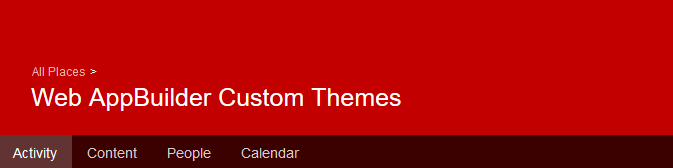 All Places >
Web AppBuilder Custom Themes
Activity Content People Calendar